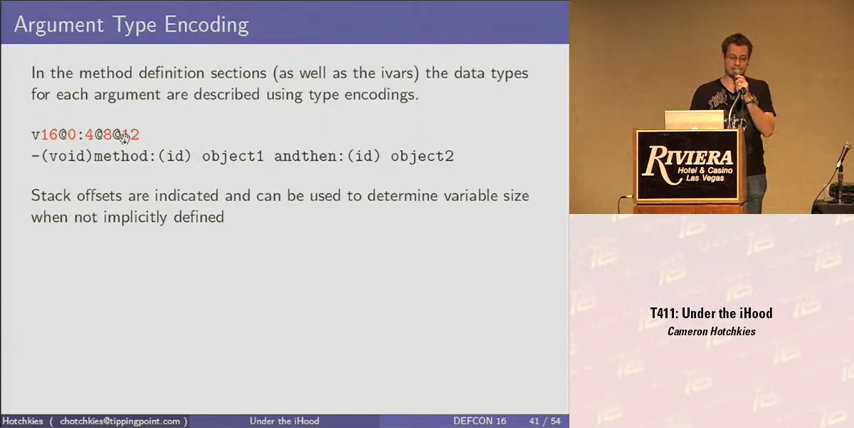 Argument Type Encoding
In the method definition sections (as well as the ivars) the data types
for each argument are described using type encodings.
v16@0:4@8@12
-(void)method:(id) object1 andthen:(id) object2
Stack offsets are indicated and can be used to determine variable size
when not implicitly defined
Hotchkies ( chotchkies@tippingpoint.com ) Under the iHood DEFCON 16 41 / 54
RIVIERA
Hotel & Casino
Las Vegas
T411: Under the iHood
Cameron Hotchkies